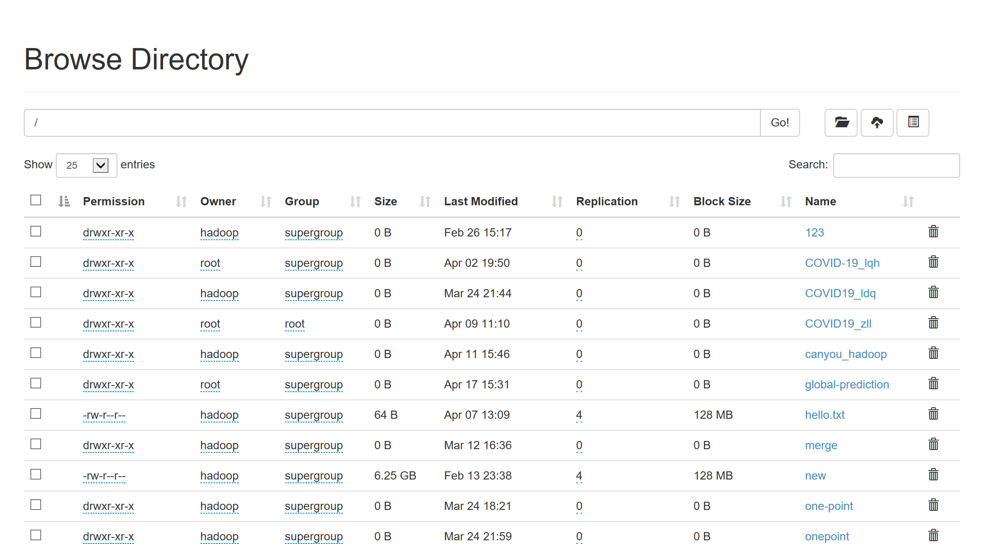 Browse Directory
/ Go!
Show 25 entries Search:
Permission Owner Group Size Last Modified Replication Block Size Name
drwxr-xr-x hadoop supergroup 0 B Feb 26 15:17 0 0 B 123
drwxr-xr-x root supergroup 0 B Apr 02 19:50 0 0 B COVID-19_lqh
drwxr-xr-x hadoop supergroup 0 B Mar 24 21:44 0 0 B COVID19_ldq
drwxr-xr-x root root 0 B Apr 09 11:10 0 0 B COVID19_zll
drwxr-xr-x hadoop supergroup 0 B Apr 11 15:46 0 0 B canyou_hadoop
drwxr-xr-x root supergroup 0 B Apr 17 15:31 0 0 B global-prediction
-rw-r--r-- hadoop supergroup 64 B Apr 07 13:09 4 128 MB hello.txt
drwxr-xr-x hadoop supergroup 0 B Mar 12 16:36 0 0 B merge
-rw-r--r-- hadoop supergroup 6.25 GB Feb 13 23:38 4 128 MB new
drwxr-xr-x hadoop supergroup 0 B Mar 24 18:21 0 0 B one-point
drwxr-xr-x hadoop supergroup 0 B Mar 24 21:59 0 0 B onepoint